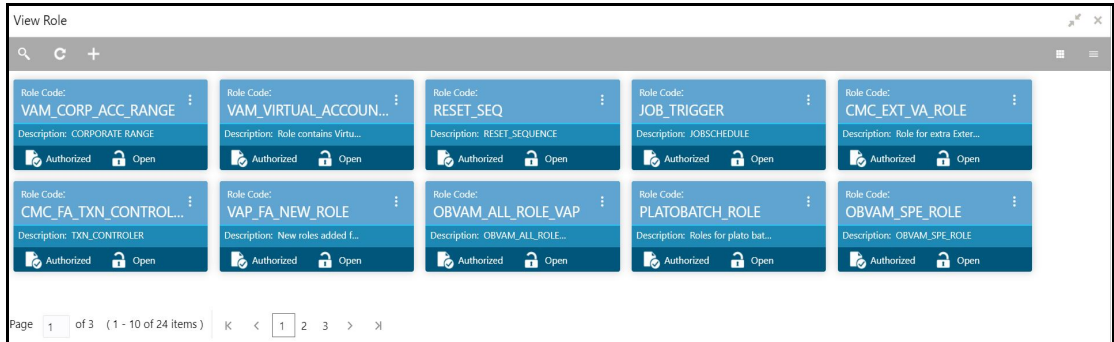 View Role
Role Code:
VAM_CORP_ACC_RANGE
Description: CORPORATE RANGE
Authorized Open
Role Code:
VAM_VIRTUAL_ACCOUN...
Description: Role contains Virtu...
Authorized Open
Role Code:
RESET_SEQ
Description: RESET_SEQUENCE
Authorized Open
Role Code:
JOB_TRIGGER
Description: JOBSCHEDULE
Authorized Open
Role Code:
CMC_EXT_VA_ROLE
Description: Role for extra Exter...
Authorized Open
Role Code:
CMC_FA_TXN_CONTROL...
Description: TXN_CONTROLER
Authorized Open
Role Code:
VAP_FA_NEW_ROLE
Description: New roles added f...
Authorized Open
Role Code:
OBVAM_ALL_ROLE_VAP
Description: OBVAM_ALL_ROLE...
Authorized Open
Role Code:
PLATOBATCH_ROLE
Description: Roles for plato bat...
Authorized Open
Role Code:
OBVAM_SPE_ROLE
Description: OBVAM_SPE_ROLE
Authorized Open
Page 1 of 3 ( 1 - 10 of 24 items ) 1 2 3